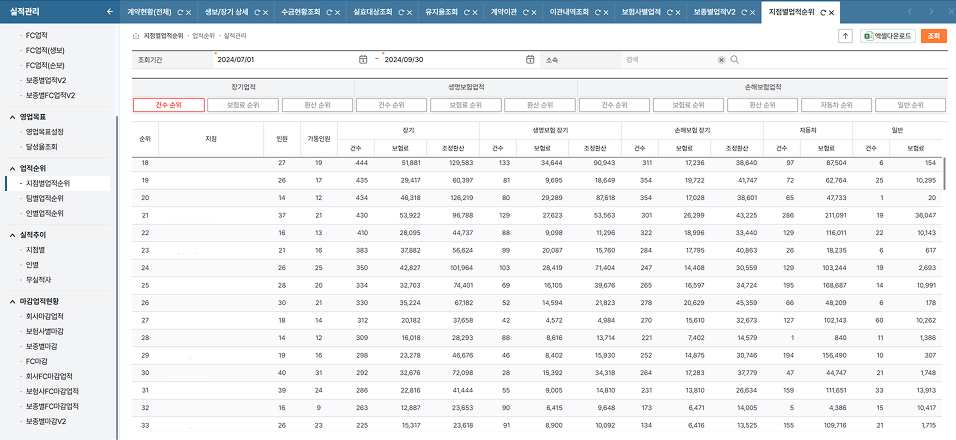 실적관리 ←
계약현황(전체) 생보/장기 상세 수금현황조회 실효대상조회 유지율조회 계약이관 이관내역조회 보험사별업적 보종별업적V2 지점별업적순위
- FC업적
- FC업적(생보)
- FC업적(손보)
- 보종별업적V2
- 보종별FC업적V2
영업목표
- 영업목표설정
- 달성율조회
업적순위
- 지점별업적순위
- 팀별업적순위
- 인별업적순위
실적추이
- 지점별
- 인별
- 무실적자
마감업적현황
- 회사마감업적
- 보험사별마감
- 보종별마감
- FC마감
- 회사FC마감업적
- 보험사FC마감업적
- 보종별FC마감업적
- 보종별마감V2
지점별업적순위 · 업적순위 · 실적관리
엑셀다운로드 조회
조회기간 * 2024/07/01 ~ * 2024/09/30 소속 검색
장기업적 생명보험업적 손해보험업적
건수 순위 보험료 순위 환산 순위 건수 순위 보험료 순위 환산 순위 건수 순위 보험료 순위 환산 순위 자동차 순위 일반 순위
순위 지점 인원 가동인원 장기 생명보험 장기 손해보험 장기 자동차 일반
건수 보험료 조정환산 건수 보험료 조정환산 건수 보험료 조정환산 건수 보험료 건수 보험료
18 27 19 444 51,881 129,583 133 34,644 90,943 311 17,236 38,640 97 87,504 6 154
19 26 17 435 29,417 60,397 81 9,695 18,649 354 19,722 41,747 72 62,764 25 10,295
20 14 12 434 46,318 126,219 80 29,289 87,618 354 17,028 38,601 65 47,733 1 20
21 37 21 430 53,922 96,788 129 27,623 53,563 301 26,299 43,225 286 211,091 19 36,047
22 16 13 410 28,095 44,737 88 9,098 11,296 322 18,996 33,440 129 116,011 22 10,143
23 21 16 383 37,882 56,624 99 20,087 15,760 284 17,795 40,863 26 18,235 6 617
24 26 25 350 42,827 101,964 103 28,419 71,404 247 14,408 30,559 129 103,244 19 2,693
25 28 20 334 32,703 74,401 69 16,105 39,676 265 16,597 34,724 195 168,687 14 10,991
26 30 21 330 35,224 67,182 52 14,594 21,823 278 20,629 45,359 66 48,209 6 178
27 18 14 312 20,182 37,658 42 4,572 4,984 270 15,610 32,673 127 102,143 60 10,262
28 14 12 309 16,018 28,293 88 8,616 13,714 221 7,402 14,579 1 840 11 1,386
29 19 16 298 23,278 46,676 46 8,402 15,930 252 14,875 30,746 194 156,490 10 307
30 40 31 292 32,676 72,098 28 15,392 34,318 264 17,283 37,779 47 44,747 21 1,748
31 39 24 286 22,816 41,444 55 9,005 14,810 231 13,810 26,634 159 111,651 33 13,913
32 16 9 263 12,887 23,653 90 6,415 9,648 173 6,471 14,005 5 4,386 15 10,417
33 26 23 225 15,317 23,618 91 8,900 10,092 134 6,416 13,525 155 109,716 21 1,715